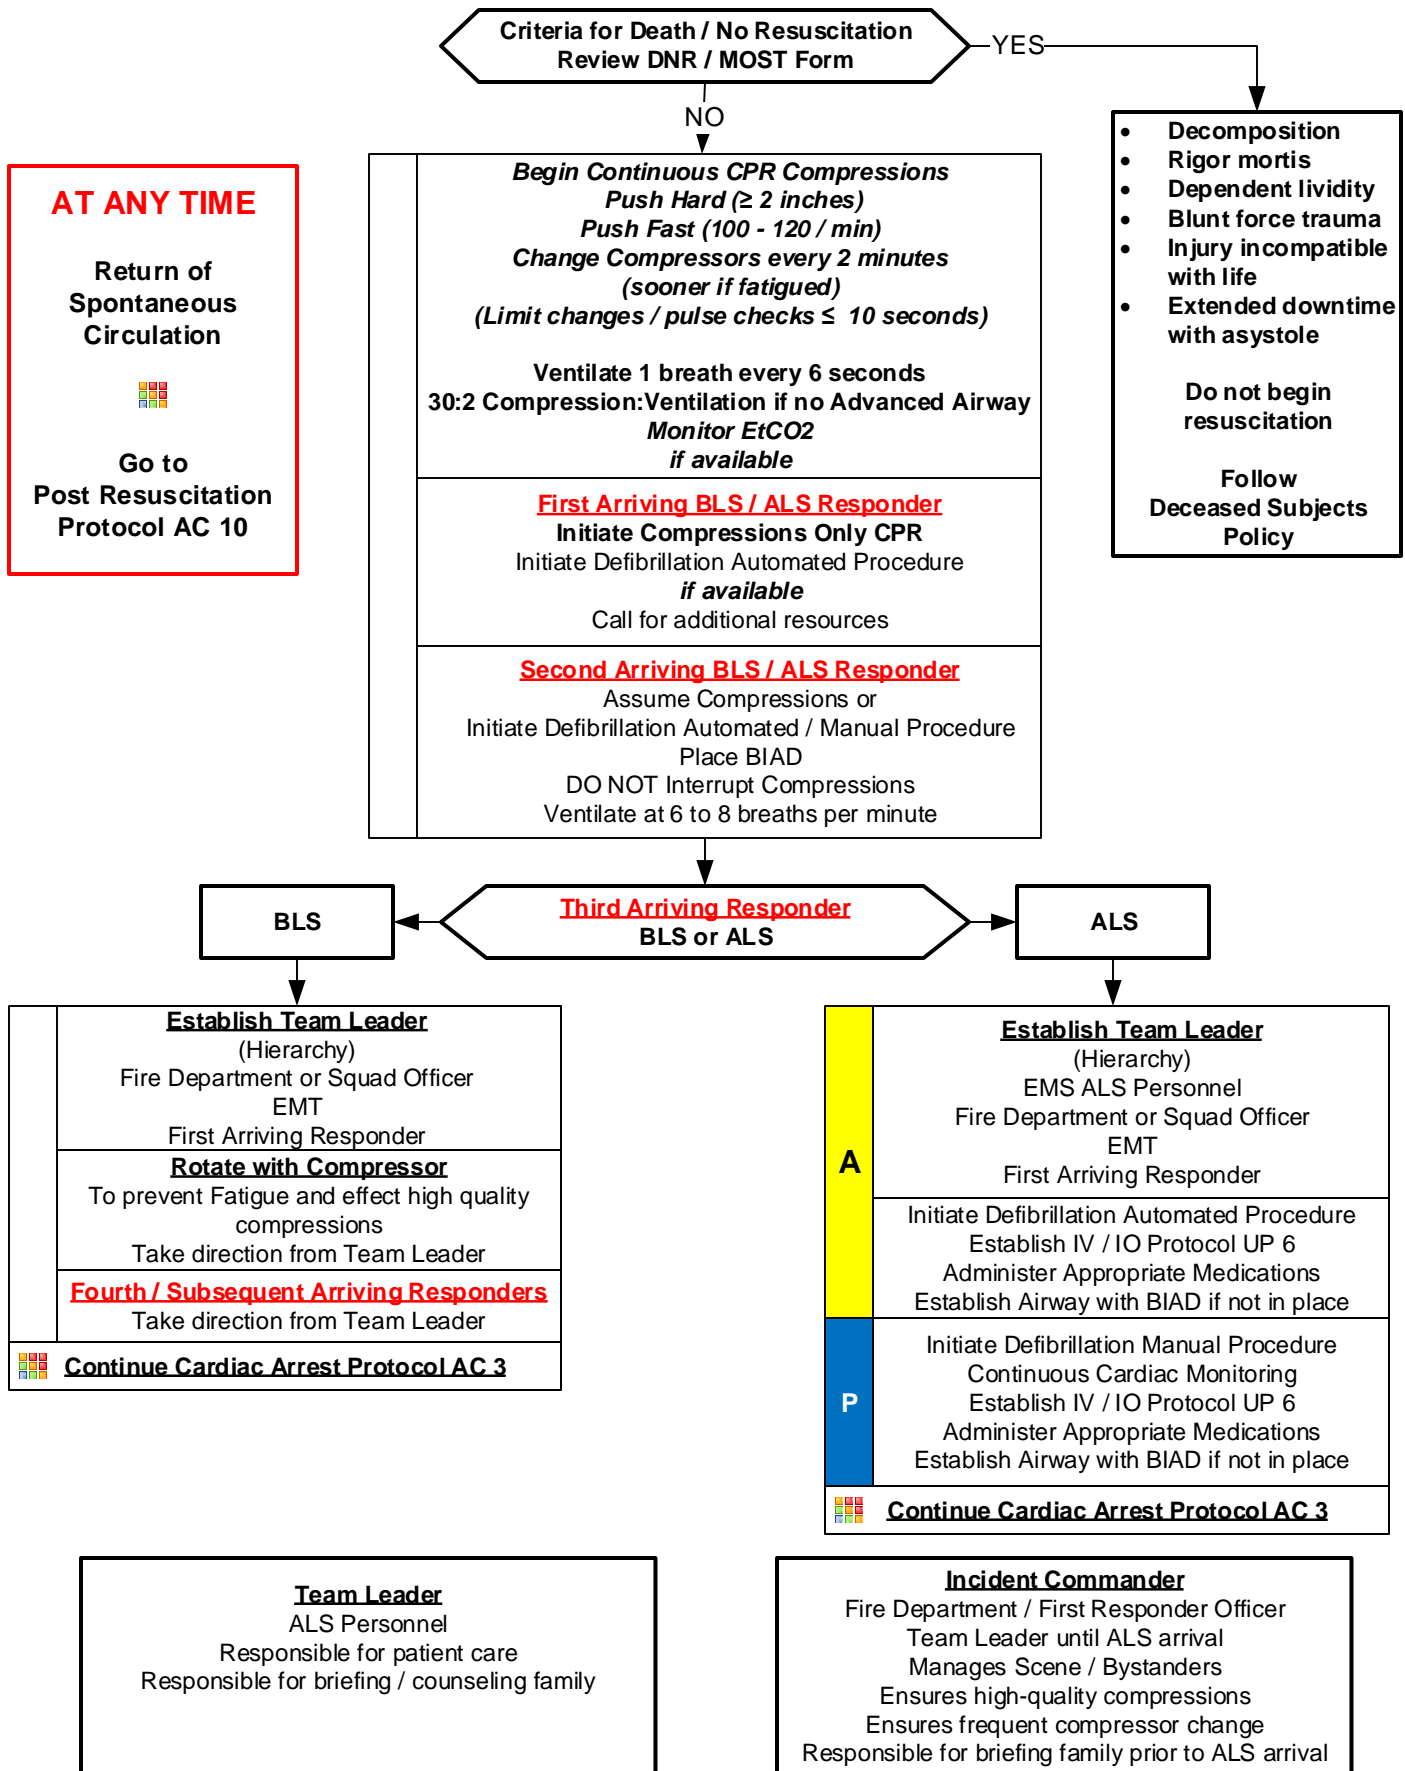 Criteria for Death / No Resuscitation
Review DNR / MOST Form
YES
NO
AT ANY TIME
Return of
Spontaneous
Circulation
Go to
Post Resuscitation
Protocol AC 10
Begin Continuous CPR Compressions
Push Hard (≥ 2 inches)
Push Fast (100 - 120 / min)
Change Compressors every 2 minutes
(sooner if fatigued)
(Limit changes / pulse checks ≤ 10 seconds)
Ventilate 1 breath every 6 seconds
30:2 Compression:Ventilation if no Advanced Airway
Monitor EtCO2
if available
First Arriving BLS / ALS Responder
Initiate Compressions Only CPR
Initiate Defibrillation Automated Procedure
if available
Call for additional resources
Second Arriving BLS / ALS Responder
Assume Compressions or
Initiate Defibrillation Automated / Manual Procedure
Place BIAD
DO NOT Interrupt Compressions
Ventilate at 6 to 8 breaths per minute
• Decomposition
• Rigor mortis
• Dependent lividity
• Blunt force trauma
• Injury incompatible
with life
• Extended downtime
with asystole
Do not begin
resuscitation
Follow
Deceased Subjects
Policy
BLS
Third Arriving Responder
BLS or ALS
ALS
Establish Team Leader
(Hierarchy)
Fire Department or Squad Officer
EMT
First Arriving Responder
Rotate with Compressor
To prevent Fatigue and effect high quality
compressions
Take direction from Team Leader
Fourth / Subsequent Arriving Responders
Take direction from Team Leader
Continue Cardiac Arrest Protocol AC 3
A
Establish Team Leader
(Hierarchy)
EMS ALS Personnel
Fire Department or Squad Officer
EMT
First Arriving Responder
Initiate Defibrillation Automated Procedure
Establish IV / IO Protocol UP 6
Administer Appropriate Medications
Establish Airway with BIAD if not in place
P
Initiate Defibrillation Manual Procedure
Continuous Cardiac Monitoring
Establish IV / IO Protocol UP 6
Administer Appropriate Medications
Establish Airway with BIAD if not in place
Continue Cardiac Arrest Protocol AC 3
Team Leader
ALS Personnel
Responsible for patient care
Responsible for briefing / counseling family
Incident Commander
Fire Department / First Responder Officer
Team Leader until ALS arrival
Manages Scene / Bystanders
Ensures high-quality compressions
Ensures frequent compressor change
Responsible for briefing family prior to ALS arrival